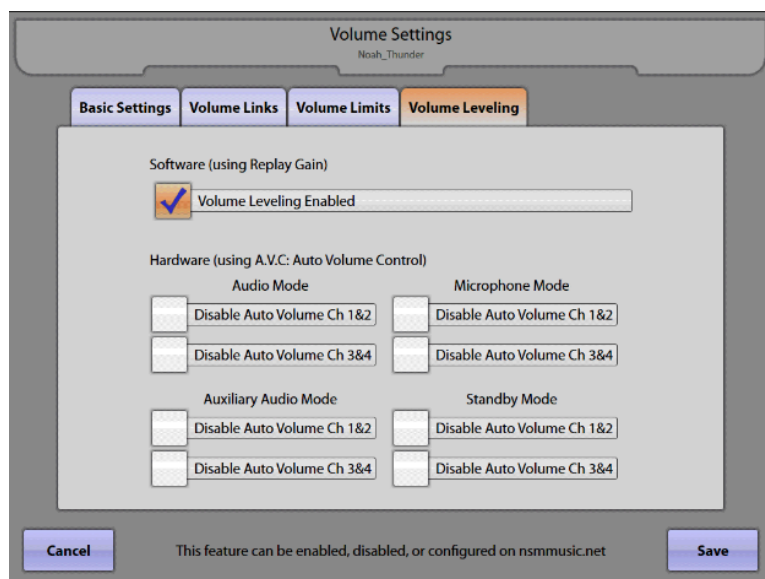 Volume Settings
Noah_Thunder
Basic Settings Volume Links Volume Limits Volume Leveling
Software (using Replay Gain)
Volume Leveling Enabled
Hardware (using A.V.C: Auto Volume Control)
Audio Mode Microphone Mode
Disable Auto Volume Ch 1&2 Disable Auto Volume Ch 1&2
Disable Auto Volume Ch 3&4 Disable Auto Volume Ch 3&4
Auxiliary Audio Mode Standby Mode
Disable Auto Volume Ch 1&2 Disable Auto Volume Ch 1&2
Disable Auto Volume Ch 3&4 Disable Auto Volume Ch 3&4
Cancel This feature can be enabled, disabled, or configured on nsmmusic.net Save